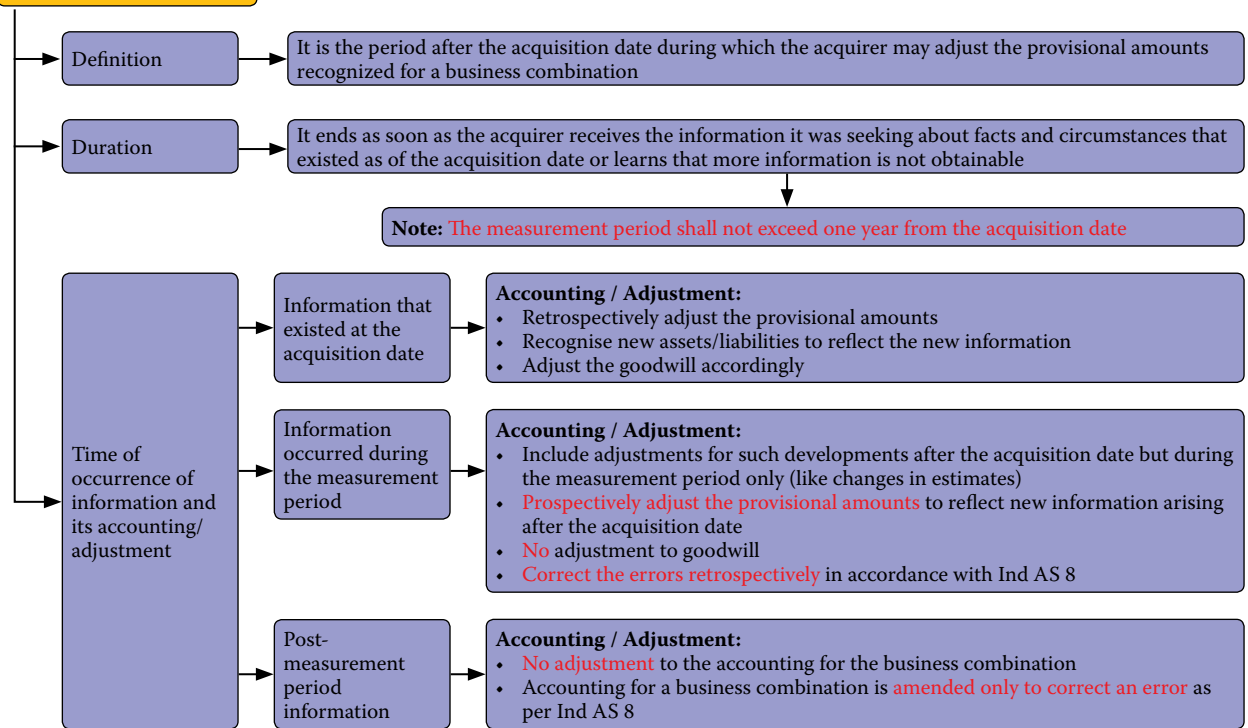 Definition
It is the period after the acquisition date during which the acquirer may adjust the provisional amounts
recognized for a business combination
Duration
It ends as soon as the acquirer receives the information it was seeking about facts and circumstances that
existed as of the acquisition date or learns that more information is not obtainable
Note: The measurement period shall not exceed one year from the acquisition date
Time of
occurrence of
information and
its accounting/
adjustment
Information that
existed at the
acquisition date
Accounting / Adjustment:
• Retrospectively adjust the provisional amounts
• Recognise new assets/liabilities to reflect the new information
• Adjust the goodwill accordingly
Information
occurred during
the measurement
period
Accounting / Adjustment:
• Include adjustments for such developments after the acquisition date but during
the measurement period only (like changes in estimates)
• Prospectively adjust the provisional amounts to reflect new information arising
after the acquisition date
• No adjustment to goodwill
• Correct the errors retrospectively in accordance with Ind AS 8
Post-
measurement
period
information
Accounting / Adjustment:
• No adjustment to the accounting for the business combination
• Accounting for a business combination is amended only to correct an error as
per Ind AS 8